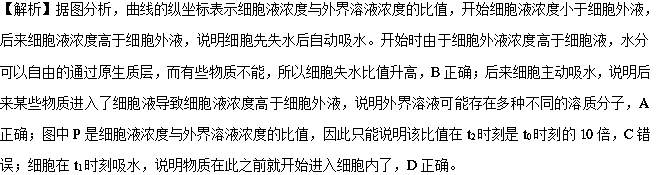 【解析】据图分析，曲线的纵坐标表示细胞液浓度与外界溶液浓度的比值，开始细胞液浓度小于细胞外液，
后来细胞液浓度高于细胞外液，说明细胞先失水后自动吸水。开始时由于细胞外液浓度高于细胞液，水分
可以自由的通过原生质层，而有些物质不能，所以细胞失水比值升高，B 正确；后来细胞主动吸水，说明后
来某些物质进入了细胞液导致细胞液浓度高于细胞外液，说明外界溶液可能存在多种不同的溶质分子，A
正确；图中 P 是细胞液浓度与外界溶液浓度的比值，因此只能说明该比值在 t₂时刻是 t₀时刻的 10 倍，C 错
误；细胞在 t₁时刻吸水，说明物质在此之前就开始进入细胞内了，D 正确。